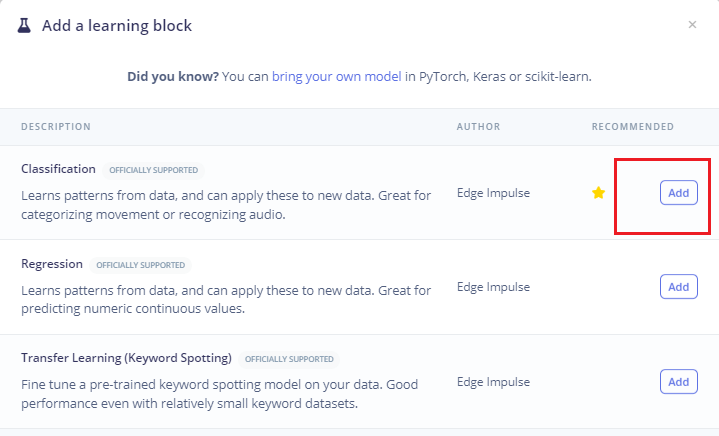 Add a learning block
×
Did you know? You can bring your own model in PyTorch, Keras or scikit-learn.
DESCRIPTION AUTHOR RECOMMENDED
Classification OFFICIALLY SUPPORTED
Learns patterns from data, and can apply these to new data. Great for
categorizing movement or recognizing audio.
Edge Impulse
Add
Regression OFFICIALLY SUPPORTED
Learns patterns from data, and can apply these to new data. Great for
predicting numeric continuous values.
Edge Impulse
Add
Transfer Learning (Keyword Spotting) OFFICIALLY SUPPORTED
Fine tune a pre-trained keyword spotting model on your data. Good
performance even with relatively small keyword datasets.
Edge Impulse
Add